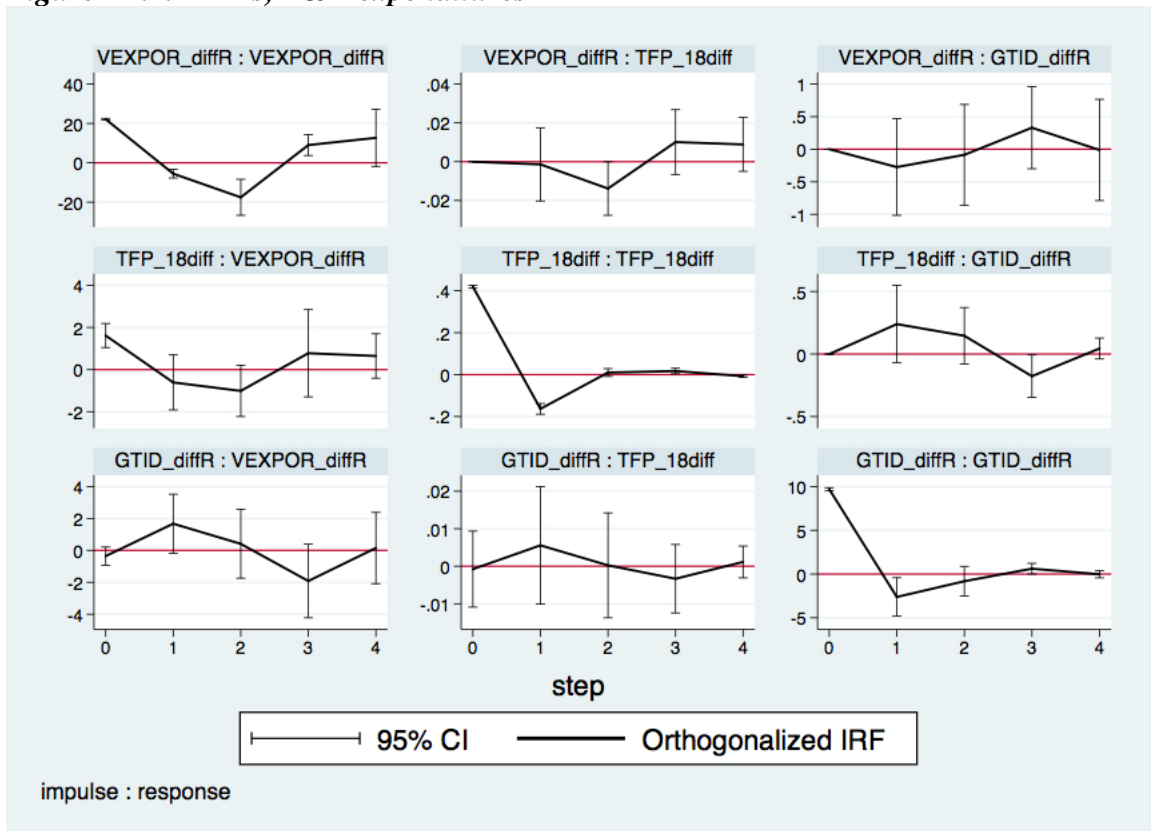 VEXPOR_diffR : VEXPOR_diffR
VEXPOR_diffR : TFP_18diff
VEXPOR_diffR : GTID_diffR
40
20
0
-20
.04
.02
0
-.02
1
.5
0
-.5
-1
TFP_18diff : VEXPOR_diffR
TFP_18diff : TFP_18diff
TFP_18diff : GTID_diffR
4
2
0
-2
.4
.2
0
-.2
.5
0
-.5
GTID_diffR : VEXPOR_diffR
GTID_diffR : TFP_18diff
GTID_diffR : GTID_diffR
4
2
0
-2
-4
.02
.01
0
-.01
10
5
0
-5
0 1 2 3 4
0 1 2 3 4
0 1 2 3 4
step
95% CI Orthogonalized IRF
impulse : response